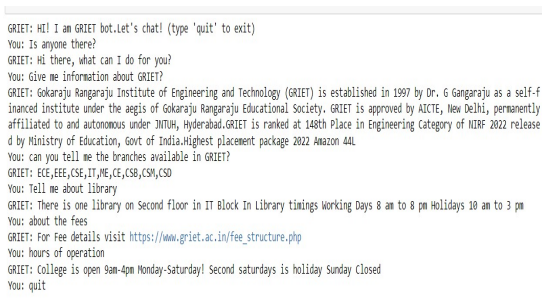 GRIET: HI! I am GRIET bot.Let's chat! (type 'quit' to exit)
You: Is anyone there?
GRIET: Hi there, what can I do for you?
You: Give me information about GRIET?
GRIET: Gokaraju Rangaraju Institute of Engineering and Technology (GRIET) is established in 1997 by Dr. G Gangaraju as a self-f
inanced institute under the aegis of Gokaraju Rangaraju Educational Society. GRIET is approved by AICTE, New Delhi, permanently
affiliated to and autonomous under JNTUH, Hyderabad.GRIET is ranked at 148th Place in Engineering Category of NIRF 2022 release
d by Ministry of Education, Govt of India.Highest placement package 2022 Amazon 44L
You: can you tell me the branches available in GRIET?
GRIET: ECE,EEE,CSE,IT,ME,CE,CSB,CSM,CSD
You: Tell me about library
GRIET: There is one library on Second floor in IT Block In Library timings Working Days 8 am to 8 pm Holidays 10 am to 3 pm
You: about the fees
GRIET: For Fee details visit https://www.griet.ac.in/fee_structure.php
You: hours of operation
GRIET: College is open 9am-4pm Monday-Saturday! Second saturdays is holiday Sunday Closed
You: quit